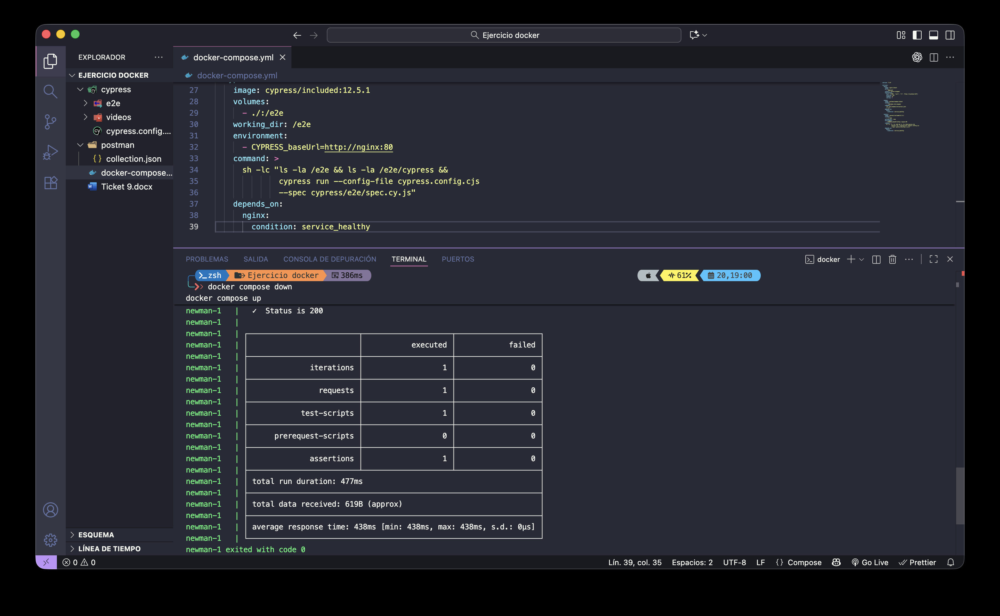 Ejercicio docker
EXPLORADOR
docker-compose.yml
EJERCICIO DOCKER
docker-compose.yml
cypress
e2e
videos
cypress.config....
postman
collection.json
docker-compose...
Ticket 9.docx
ESQUEMA
LÍNEA DE TIEMPO
27 image: cypress/included:12.5.1
28 volumes:
29 - ./:/e2e
30 working_dir: /e2e
31 environment:
32 - CYPRESS_baseUrl=http://nginx:80
33 command: >
34 sh -lc "ls -la /e2e && ls -la /e2e/cypress &&
35 cypress run --config-file cypress.config.cjs
36 --spec cypress/e2e/spec.cy.js"
37 depends_on:
38 nginx:
39 condition: service_healthy
PROBLEMAS SALIDA CONSOLA DE DEPURACIÓN TERMINAL PUERTOS docker
zsh Ejercicio docker 386ms 61% 20,19:00
docker compose down
docker compose up
newman-1 | ✓ Status is 200
newman-1 |
newman-1 |
newman-1 | executed failed
newman-1 |
newman-1 | iterations 1 0
newman-1 |
newman-1 | requests 1 0
newman-1 |
newman-1 | test-scripts 1 0
newman-1 |
newman-1 | prerequest-scripts 0 0
newman-1 |
newman-1 | assertions 1 0
newman-1 |
newman-1 | total run duration: 477ms
newman-1 |
newman-1 | total data received: 619B (approx)
newman-1 |
newman-1 | average response time: 438ms [min: 438ms, max: 438ms, s.d.: 0µs]
newman-1 |
newman-1 exited with code 0
0 0 Lín. 39, col. 35 Espacios: 2 UTF-8 LF {} Compose Go Live Prettier